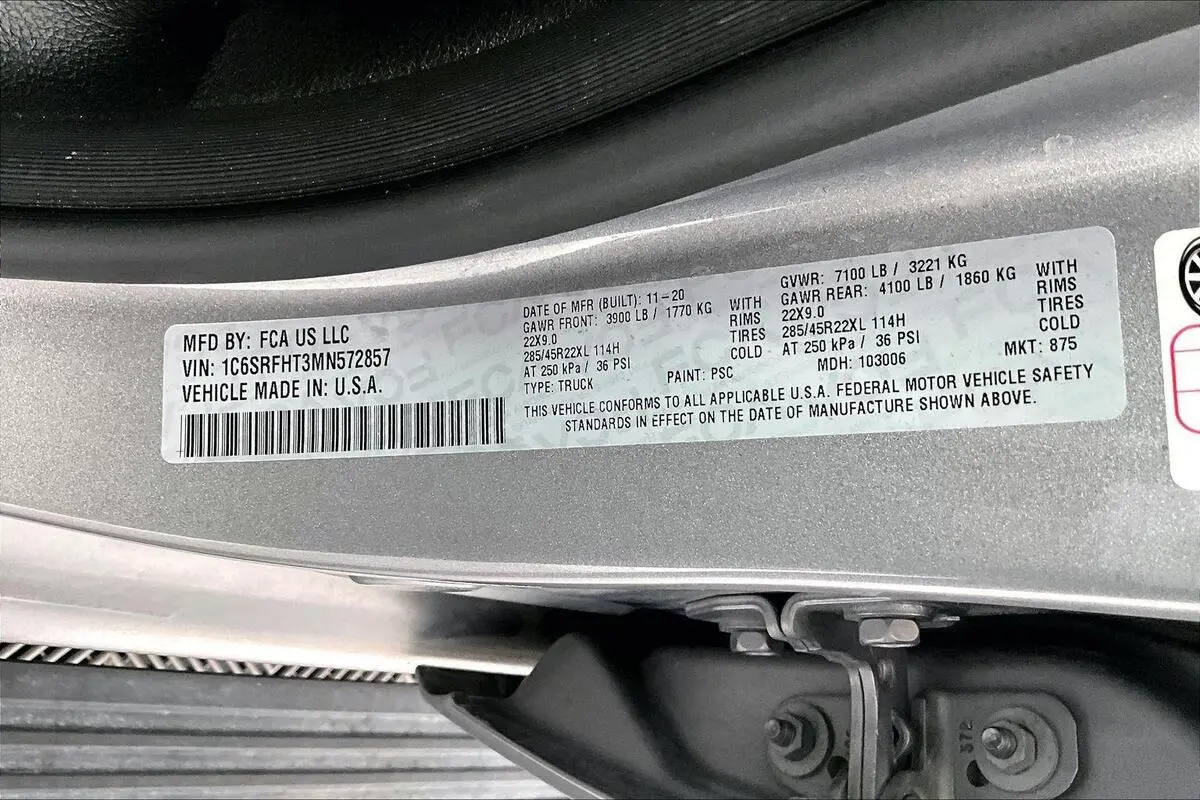 MFD BY: FCA US LLC
VIN: 1C6SRFHT3MN572857
VEHICLE MADE IN: U.S.A.
DATE OF MFR (BUILT): 11-20
GAWR FRONT: 3900 LB / 1770 KG WITH
22X9.0 RIMS
285/45R22XL 114H TIRES
AT 250 kPa / 36 PSI COLD
TYPE: TRUCK PAINT: PSC
GVWR: 7100 LB / 3221 KG
GAWR REAR: 4100 LB / 1860 KG WITH
22X9.0 RIMS
285/45R22XL 114H TIRES
AT 250 kPa / 36 PSI COLD
MDH: 103006 MKT: 875
THIS VEHICLE CONFORMS TO ALL APPLICABLE U.S.A. FEDERAL MOTOR VEHICLE SAFETY
STANDARDS IN EFFECT ON THE DATE OF MANUFACTURE SHOWN ABOVE.
372